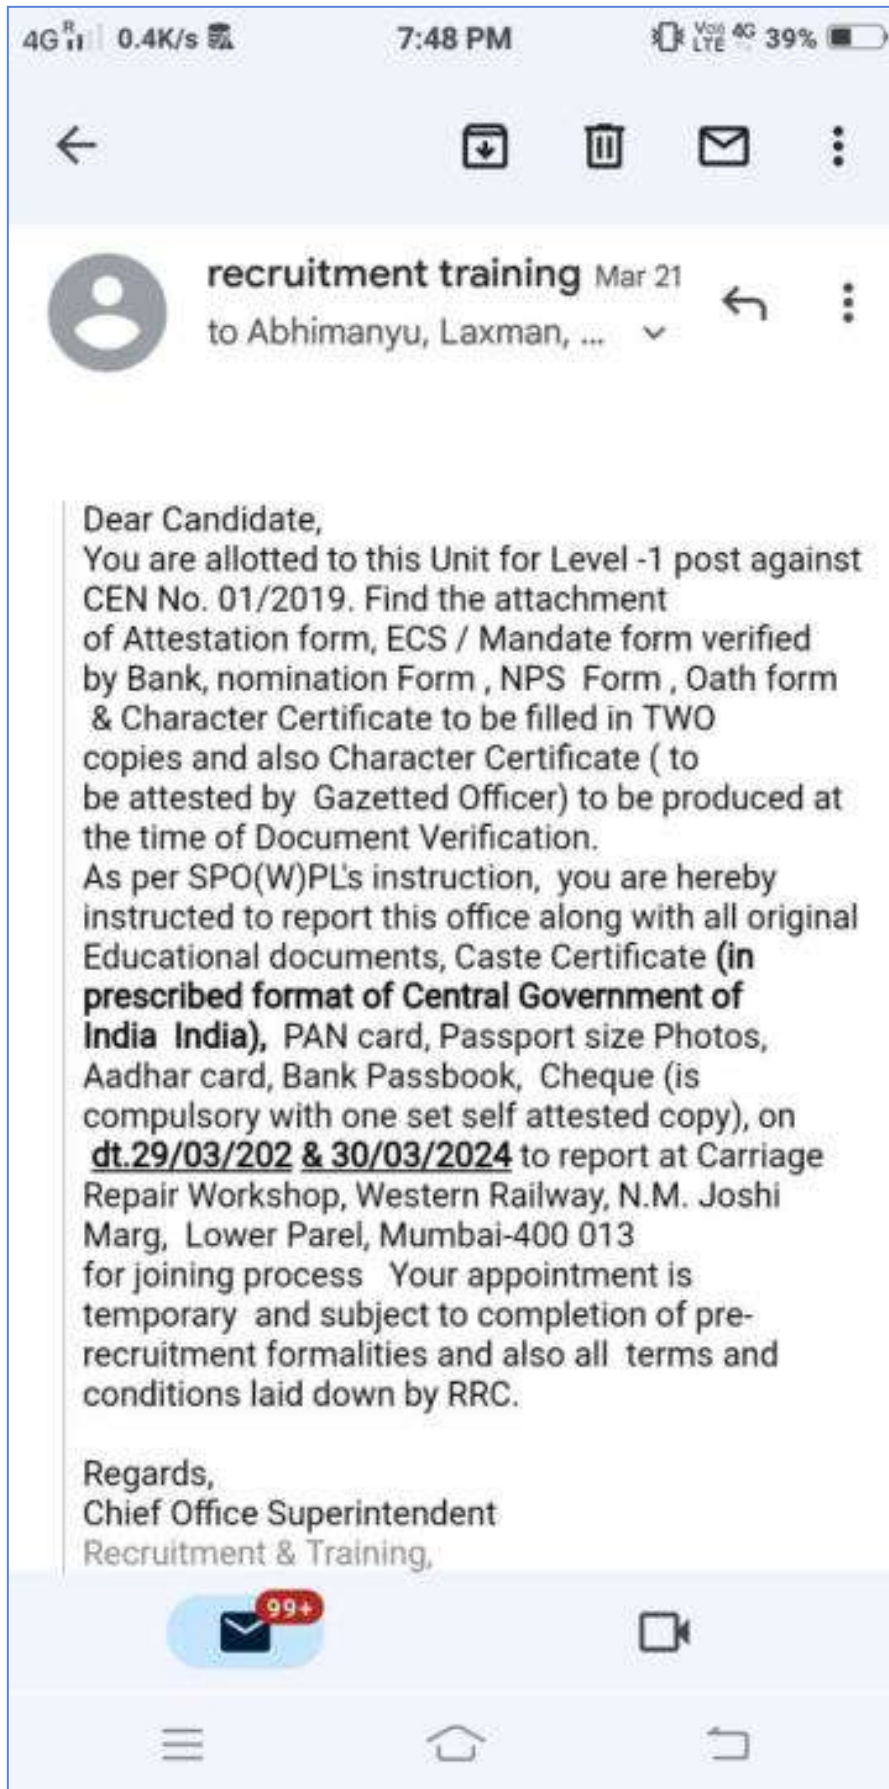 4G R 0.4K/s 7:48 PM VoLTE 4G 39%
recruitment training Mar 21
to Abhimanyu, Laxman, ...
Dear Candidate,
You are allotted to this Unit for Level -1 post against
CEN No. 01/2019. Find the attachment
of Attestation form, ECS / Mandate form verified
by Bank, nomination Form , NPS Form , Oath form
& Character Certificate to be filled in TWO
copies and also Character Certificate ( to
be attested by Gazetted Officer) to be produced at
the time of Document Verification.
As per SPO(W)PL's instruction, you are hereby
instructed to report this office along with all original
Educational documents, Caste Certificate (in
prescribed format of Central Government of
India India), PAN card, Passport size Photos,
Aadhar card, Bank Passbook, Cheque (is
compulsory with one set self attested copy), on
dt.29/03/202 & 30/03/2024 to report at Carriage
Repair Workshop, Western Railway, N.M. Joshi
Marg, Lower Parel, Mumbai-400 013
for joining process Your appointment is
temporary and subject to completion of pre-
recruitment formalities and also all terms and
conditions laid down by RRC.
Regards,
Chief Office Superintendent
Recruitment & Training,
99+